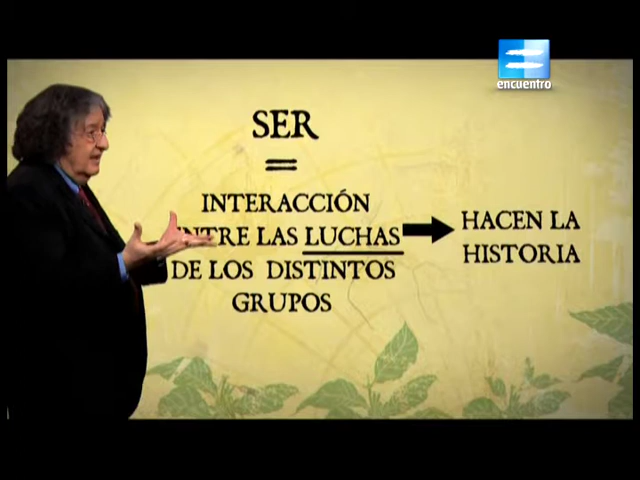 encuentro
SER
=
INTERACCIÓN
ENTRE LAS LUCHAS
DE LOS DISTINTOS
GRUPOS
HACEN LA
HISTORIA